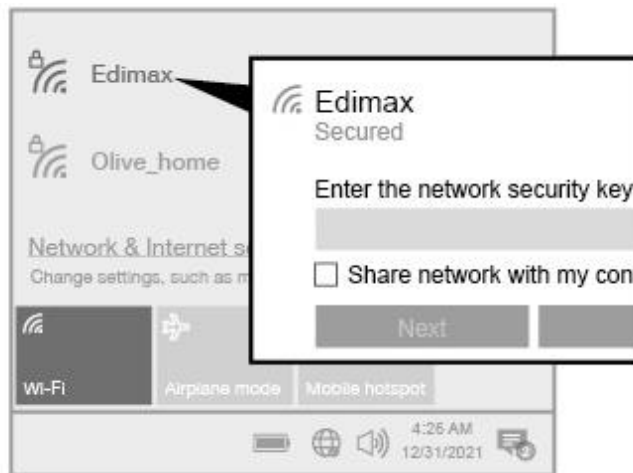 Edimax
Olive_home
Edimax
Secured
Enter the network security key
Share network with my con
Next
Network & Internet s
Change settings, such as m
Wi-Fi
Airplane mode
Mobile hotspot
4:26 AM
12/31/2021